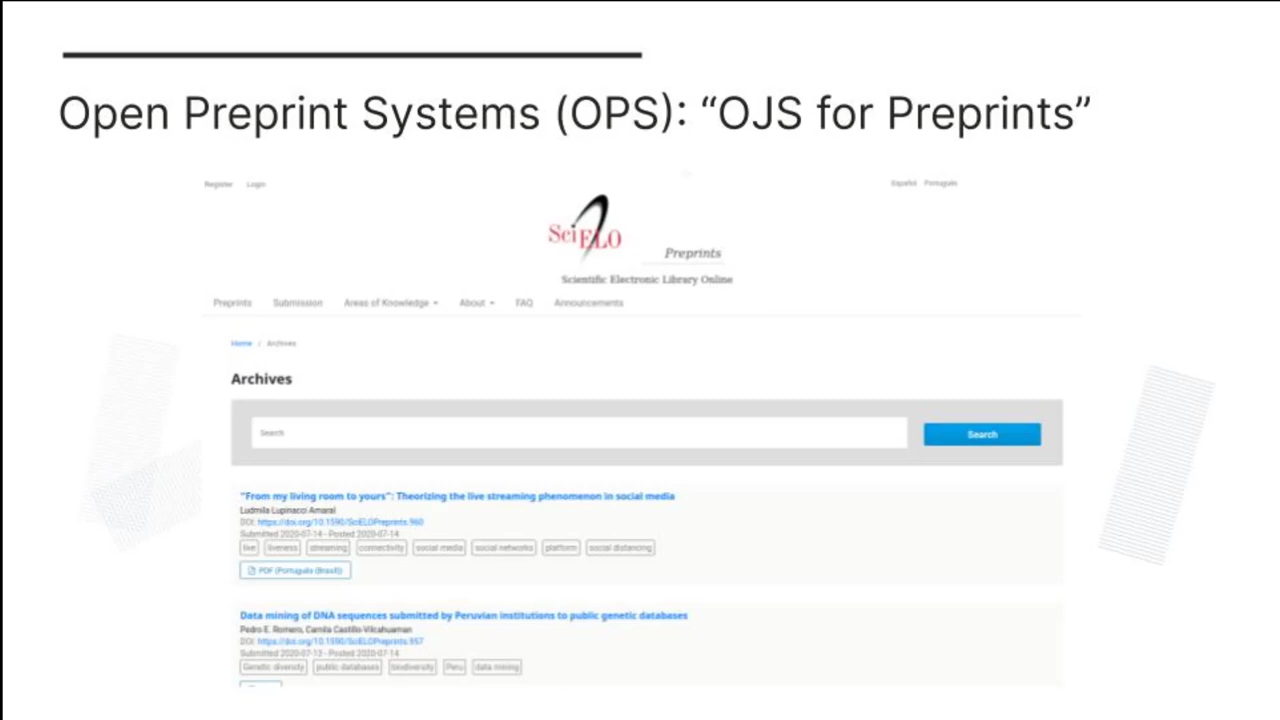 Open Preprint Systems (OPS): “OJS for Preprints”
Register Login
Español Português
SciELO
Preprints
Scientific Electronic Library Online
Preprints Submission Areas of Knowledge About FAQ Announcements
Home / Archives
Archives
Search
Search
"From my living room to yours": Theorizing the live streaming phenomenon in social media
Ludmila Lupinacci Amaral
DOI: https://doi.org/10.1590/SciELOPreprints.960
Submitted 2020-07-14 - Posted 2020-07-14
live liveness streaming connectivity social media social networks platform social distancing
PDF (Português (Brasil))
Data mining of DNA sequences submitted by Peruvian institutions to public genetic databases
Pedro E. Romero, Camila Castillo-Vilcahuaman
DOI: https://doi.org/10.1590/SciELOPreprints.957
Submitted 2020-07-13 - Posted 2020-07-14
Genetic diversity public databases biodiversity Peru data mining